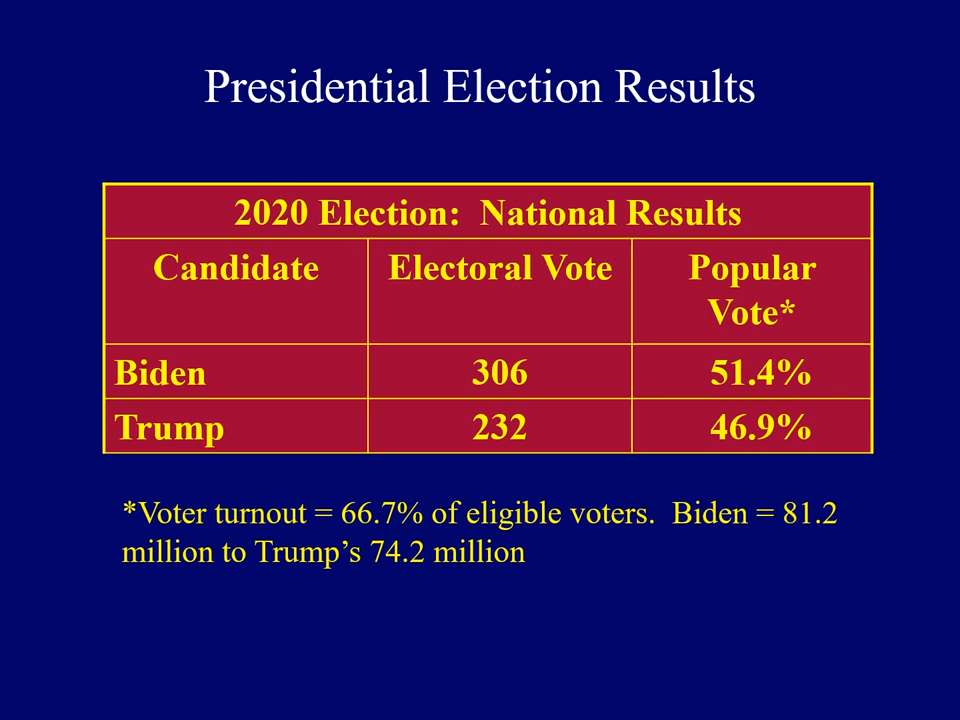 Presidential Election Results
2020 Election:  National Results
Candidate
Electoral Vote
Popular
Vote*
Biden
306
51.4%
Trump
232
46.9%
*Voter turnout = 66.7% of eligible voters.  Biden = 81.2
million to Trump’s 74.2 million